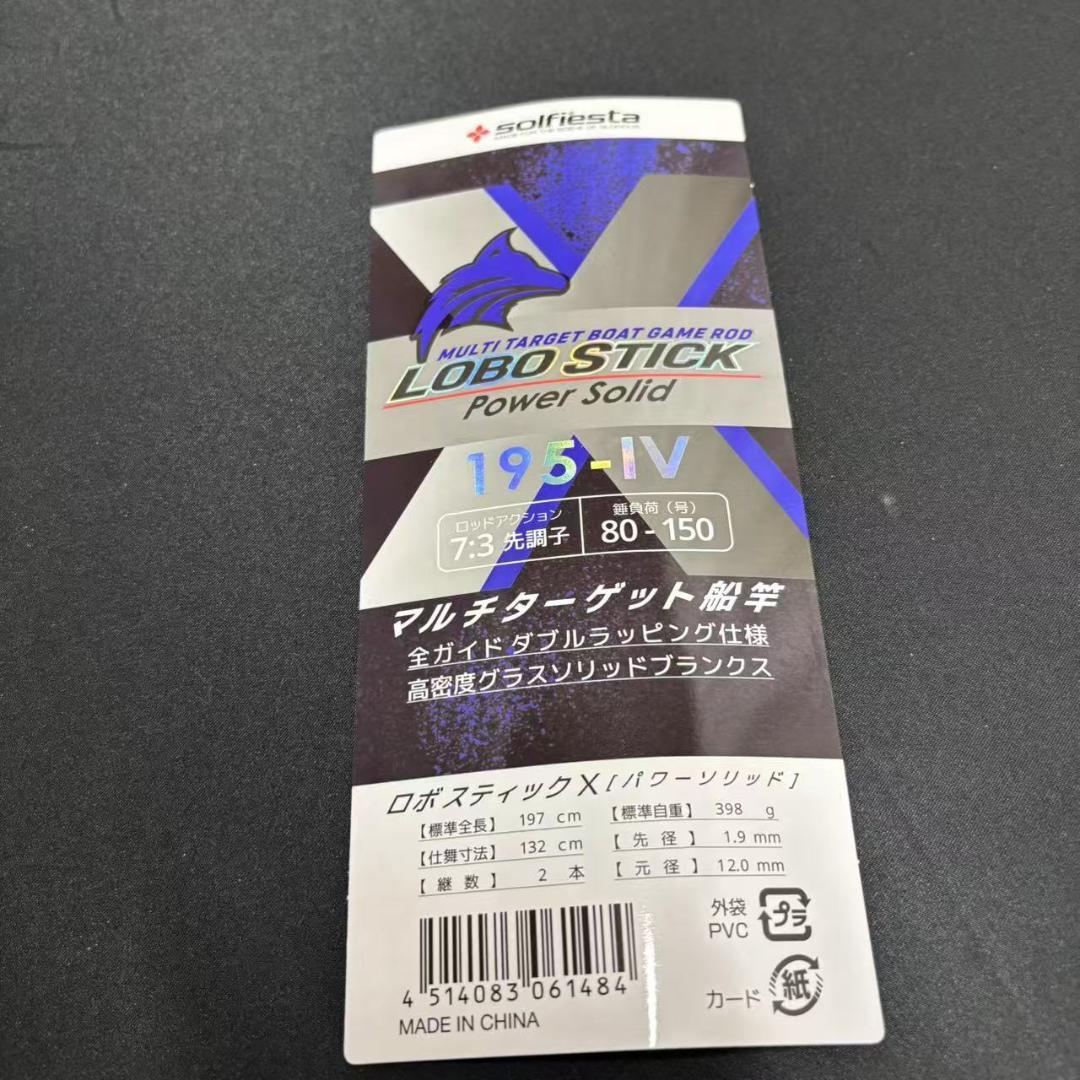 solfiesta
MULTI TARGET BOAT GAME ROD
LOBO STICK
Power Solid
195-IV
ロッドアクション
7:3 先調子
錘負荷（号）
80-150
マルチターゲット船竿
全ガイドダブルラッピング仕様
高密度グラスソリッドブランクス
ロボスティックX[パワーソリッド]
【標準全長】 197 cm
【標準自重】 398 g
【仕舞寸法】 132 cm
【先径】 1.9 mm
【継数】 2 本
【元径】 12.0 mm
外袋
PVC
プラ
カード
紙
4 514083 061484
MADE IN CHINA